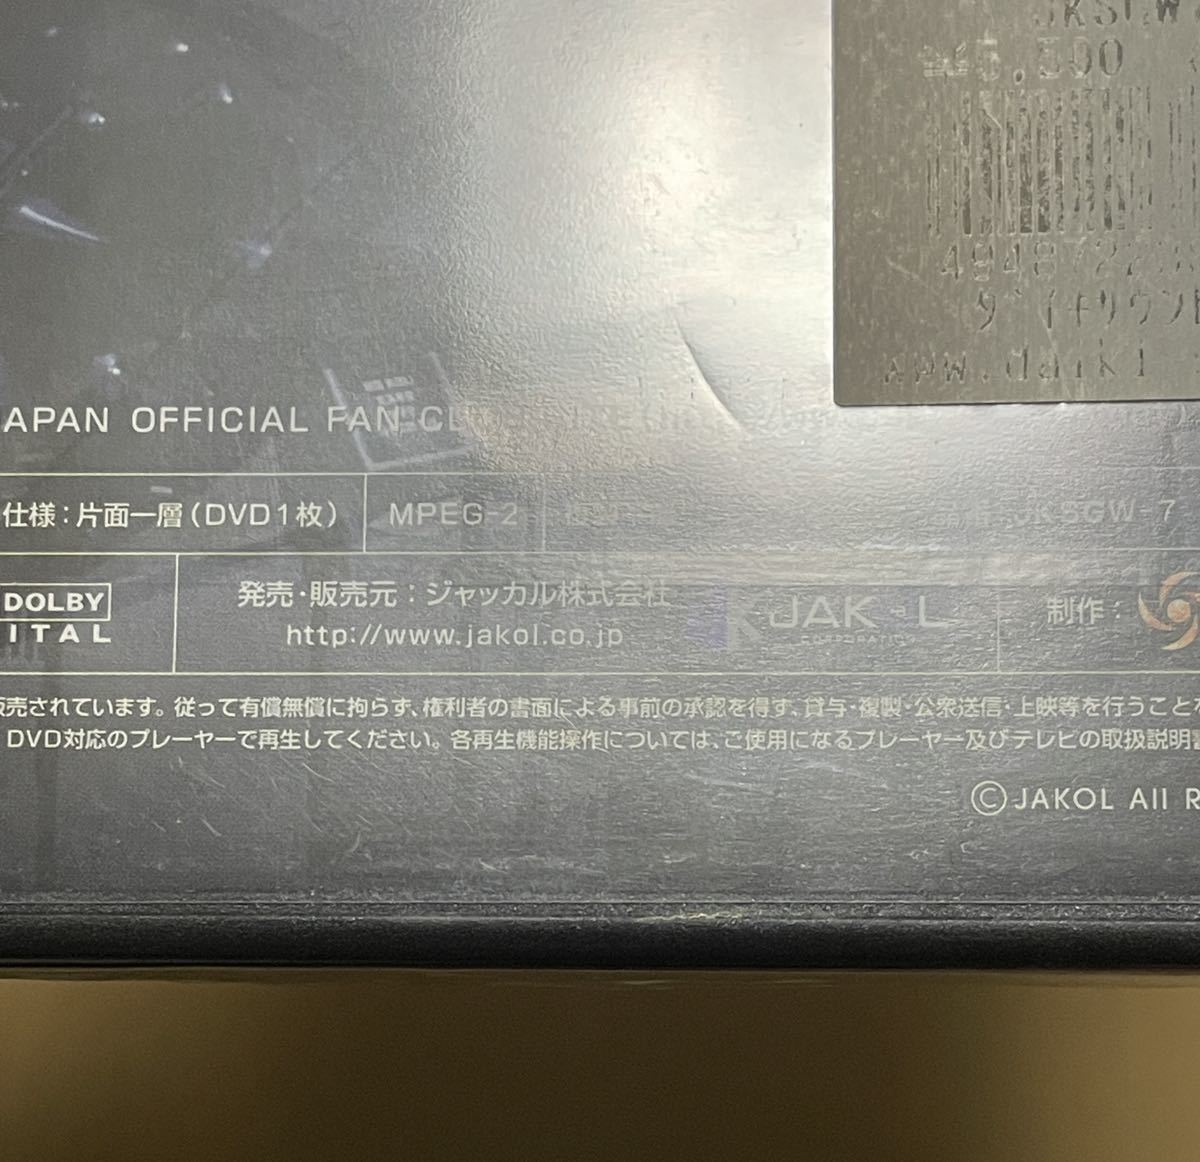 ¥5,500
APAN OFFICIAL FAN CL
仕様：片面一層（DVD1枚） MPEG-2 JKSGW-7
DOLBY
ITAL
発売・販売元：ジャッカル株式会社
http://www.jakol.co.jp
CORPORATION
制作：
販売されています。従って有償無償に拘らず、権利者の書面による事前の承認を得ず、貸与・複製・公衆送信・上映等を行うこと
DVD対応のプレーヤーで再生してください。各再生機能操作については、ご使用になるプレーヤー及びテレビの取扱説明書
©JAKOL All R